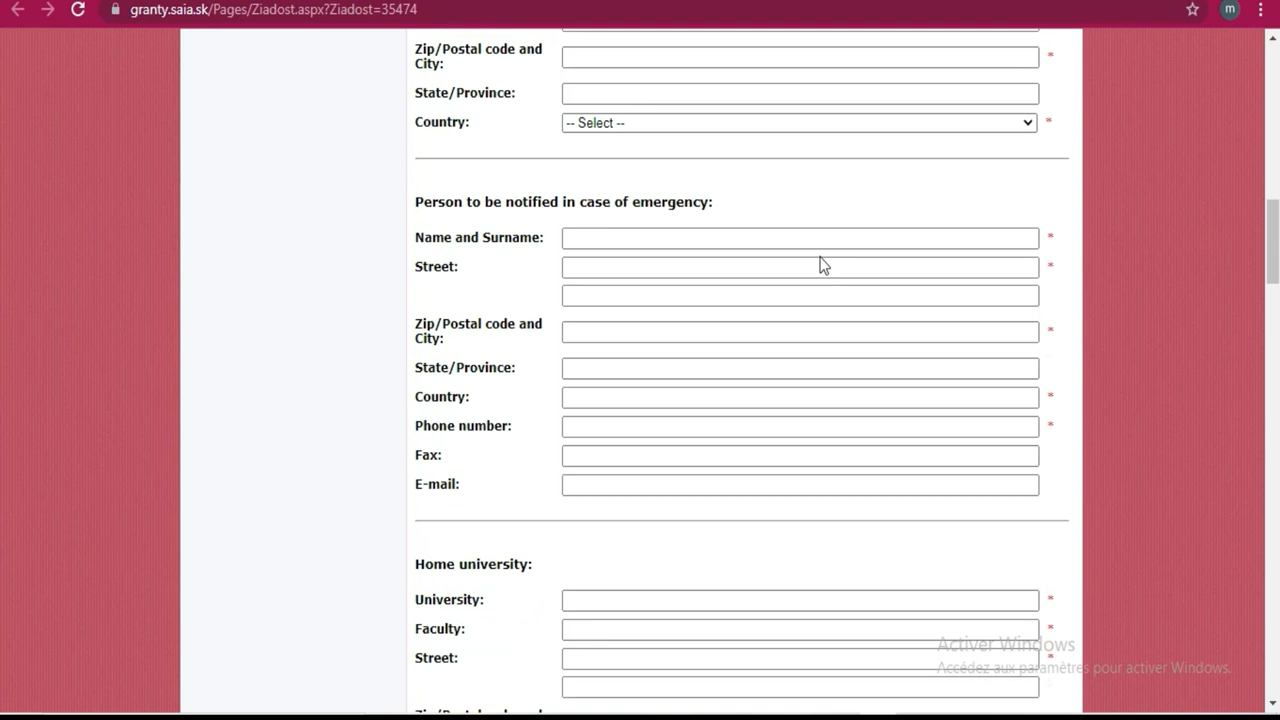 granty.saia.sk/Pages/Ziadost.aspx?Ziadost=35474
m
Zip/Postal code and
City:
*
State/Province:
Country:
-- Select --
*
Person to be notified in case of emergency:
Name and Surname:
*
Street:
*
Zip/Postal code and
City:
*
State/Province:
Country:
*
Phone number:
*
Fax:
E-mail:
Home university:
University:
*
Faculty:
*
Street:
*
Activer Windows
Accédez aux paramètres pour activer Windows.